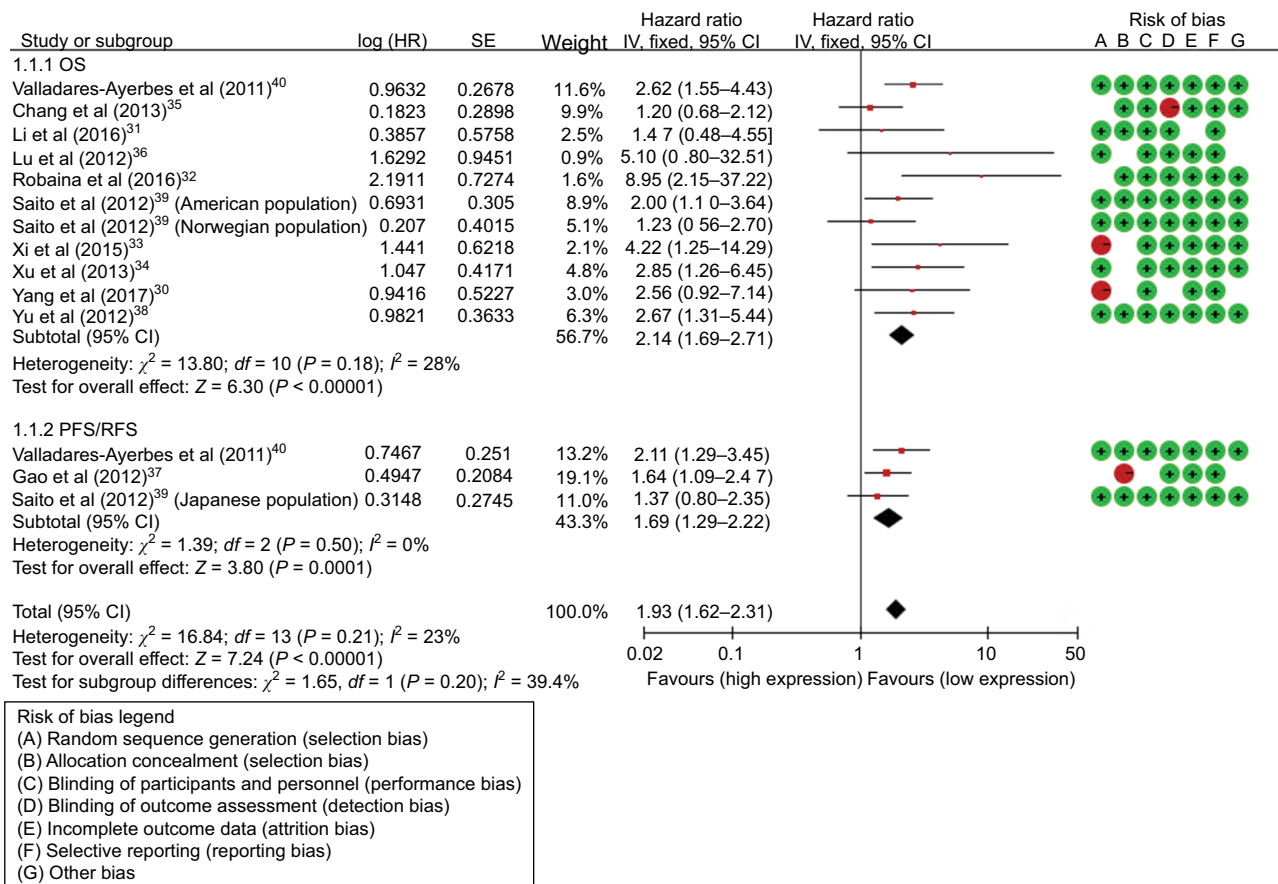 Hazard ratio Hazard ratio Risk of bias
Study or subgroup log (HR) SE Weight IV, fixed, 95% CI IV, fixed, 95% CI A B C D E F G
1.1.1 OS
Valladares-Ayerbes et al (2011)40 0.9632 0.2678 11.6% 2.62 (1.55–4.43) + + + + + + +
Chang et al (2013)35 0.1823 0.2898 9.9% 1.20 (0.68–2.12) + + - + + +
Li et al (2016)31 0.3857 0.5758 2.5% 1.4 7 (0.48–4.55] + + + + +
Lu et al (2012)36 1.6292 0.9451 0.9% 5.10 (0 .80–32.51) + + + + +
Robaina et al (2016)32 2.1911 0.7274 1.6% 8.95 (2.15–37.22) + + + + + +
Saito et al (2012)39 (American population) 0.6931 0.305 8.9% 2.00 (1.1 0–3.64) + + + + + + +
Saito et al (2012)39 (Norwegian population) 0.207 0.4015 5.1% 1.23 0 56–2.70) + + + + + + +
Xi et al (2015)33 1.441 0.6218 2.1% 4.22 (1.25–14.29) - + + + + +
Xu et al (2013)34 1.047 0.4171 4.8% 2.85 (1.26–6.45) + + + + + +
Yang et al (2017)30 0.9416 0.5227 3.0% 2.56 (0.92–7.14) - + + +
Yu et al (2012)38 0.9821 0.3633 6.3% 2.67 (1.31–5.44) + + + + + + +
Subtotal (95% CI) 56.7% 2.14 (1.69–2.71)
Heterogeneity: χ2 = 13.80; df = 10 (P = 0.18); I2 = 28%
Test for overall effect: Z = 6.30 (P < 0.00001)
1.1.2 PFS/RFS
Valladares-Ayerbes et al (2011)40 0.7467 0.251 13.2% 2.11 (1.29–3.45) + + + + + + +
Gao et al (2012)37 0.4947 0.2084 19.1% 1.64 (1.09–2.4 7) + - + + +
Saito et al (2012)39 (Japanese population) 0.3148 0.2745 11.0% 1.37 (0.80–2.35) + + + + + + +
Subtotal (95% CI) 43.3% 1.69 (1.29–2.22)
Heterogeneity: χ2 = 1.39; df = 2 (P = 0.50); I2 = 0%
Test for overall effect: Z = 3.80 (P = 0.0001)
Total (95% CI) 100.0% 1.93 (1.62–2.31)
Heterogeneity: χ2 = 16.84; df = 13 (P = 0.21); I2 = 23%
Test for overall effect: Z = 7.24 (P < 0.00001)
Test for subgroup differences: χ2 = 1.65, df = 1 (P = 0.20); I2 = 39.4%
0.02 0.1 1 10 50
Favours (high expression) Favours (low expression)
Risk of bias legend
(A) Random sequence generation (selection bias)
(B) Allocation concealment (selection bias)
(C) Blinding of participants and personnel (performance bias)
(D) Blinding of outcome assessment (detection bias)
(E) Incomplete outcome data (attrition bias)
(F) Selective reporting (reporting bias)
(G) Other bias